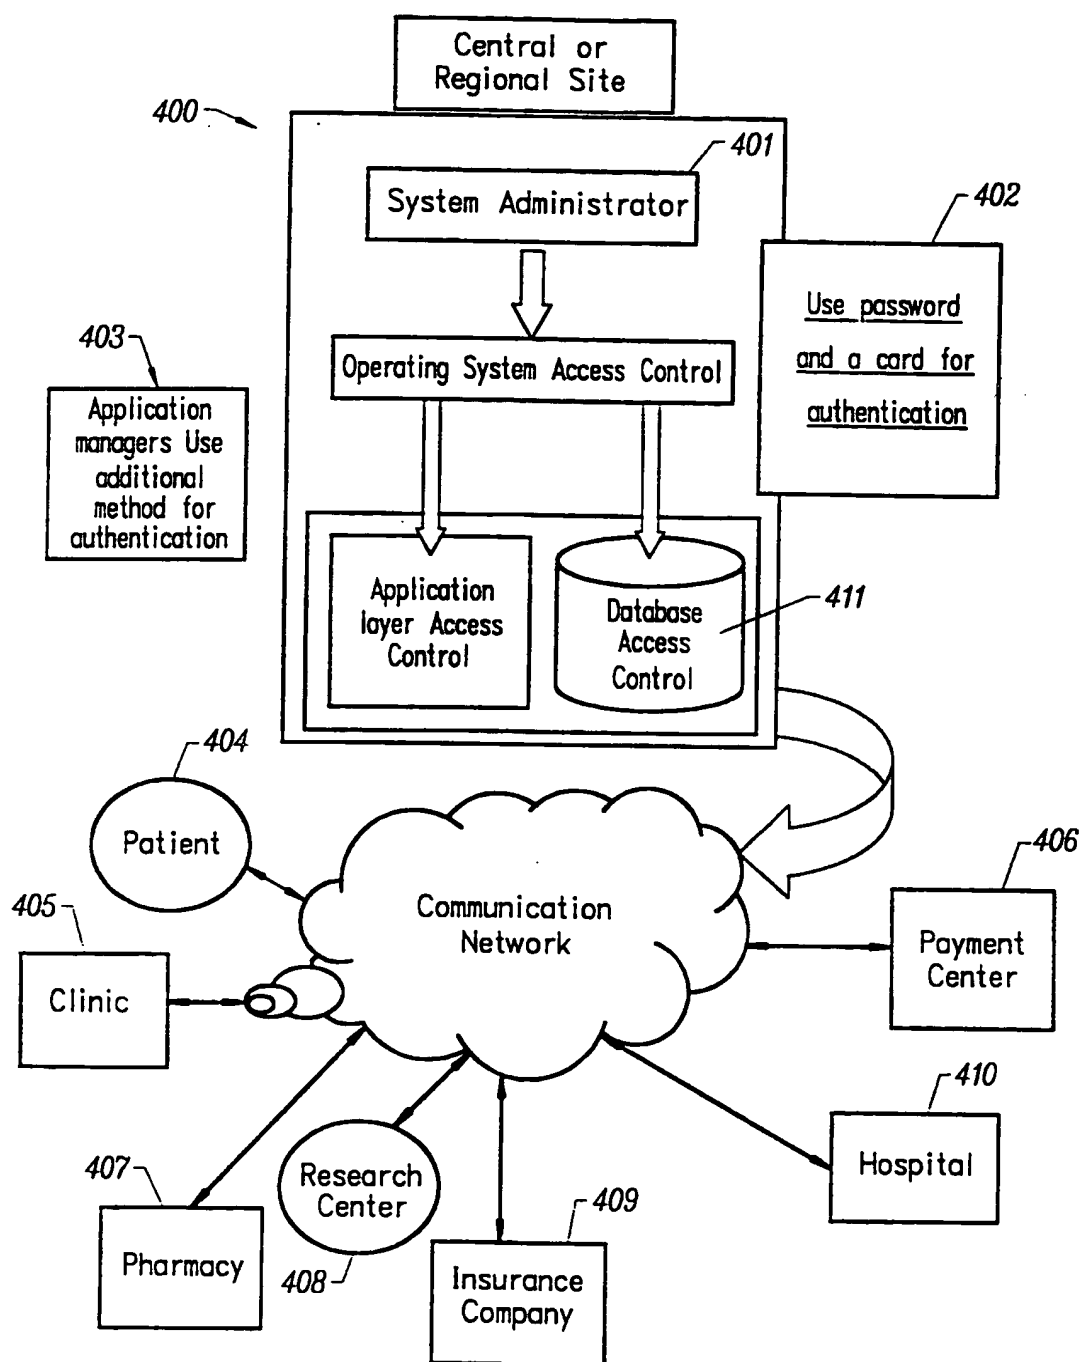 Central or
Regional Site
400
401
System Administrator
402
Use password
and a card for
authentication
Operating System Access Control
403
Application
managers Use
additional
method for
authentication
Application
layer Access
Control
Database
Access
Control
411
404
Patient
Communication
Network
406
Payment
Center
405
Clinic
410
Hospital
407
Pharmacy
Research
Center
408
409
Insurance
Company